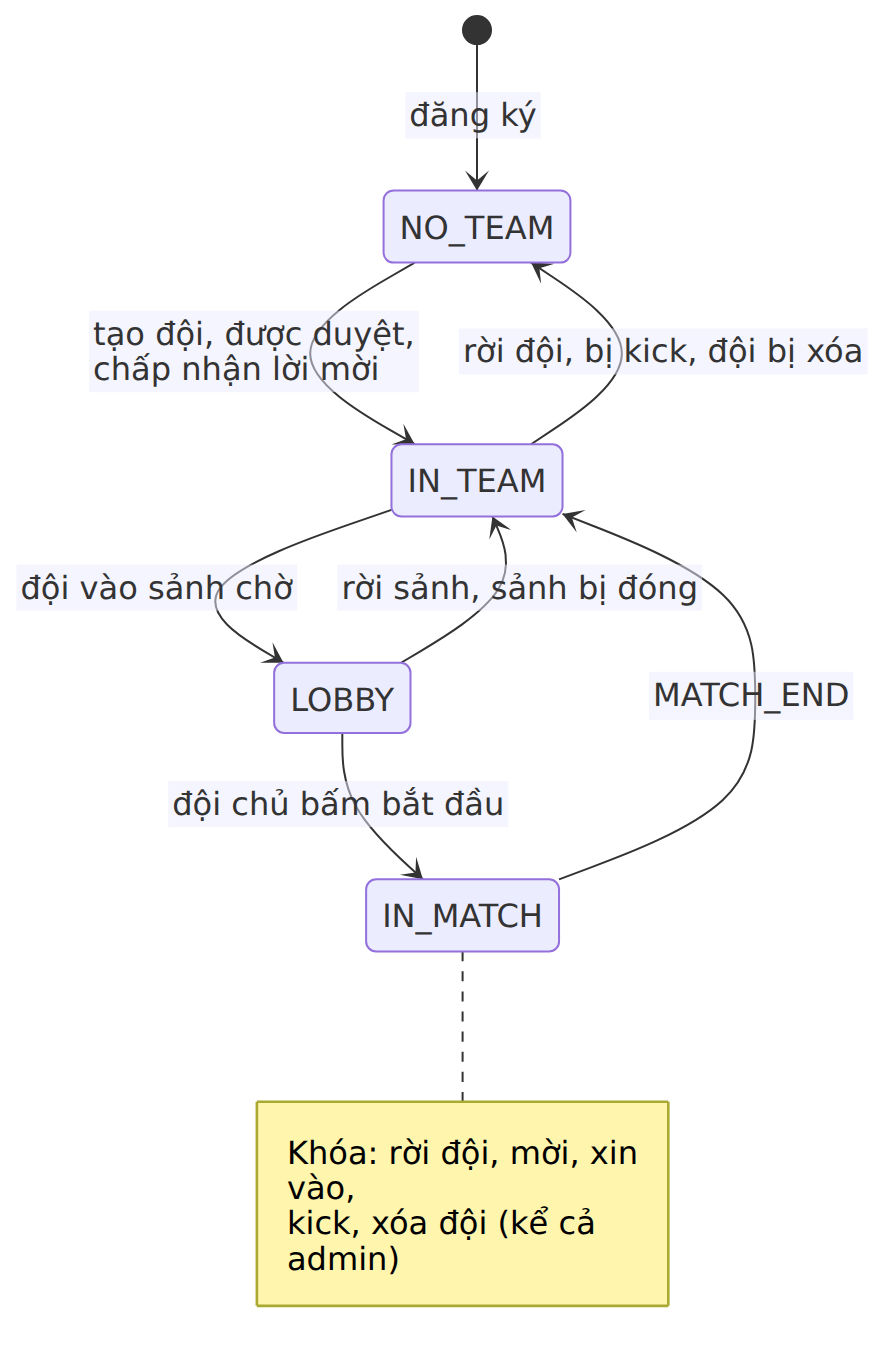 đăng ký
NO_TEAM
tạo đội, được duyệt,
chấp nhận lời mời
rời đội, bị kick, đội bị xóa
IN_TEAM
đội vào sảnh chờ
rời sảnh, sảnh bị đóng
LOBBY
MATCH_END
đội chủ bấm bắt đầu
IN_MATCH
Khóa: rời đội, mời, xin
vào,
kick, xóa đội (kể cả
admin)